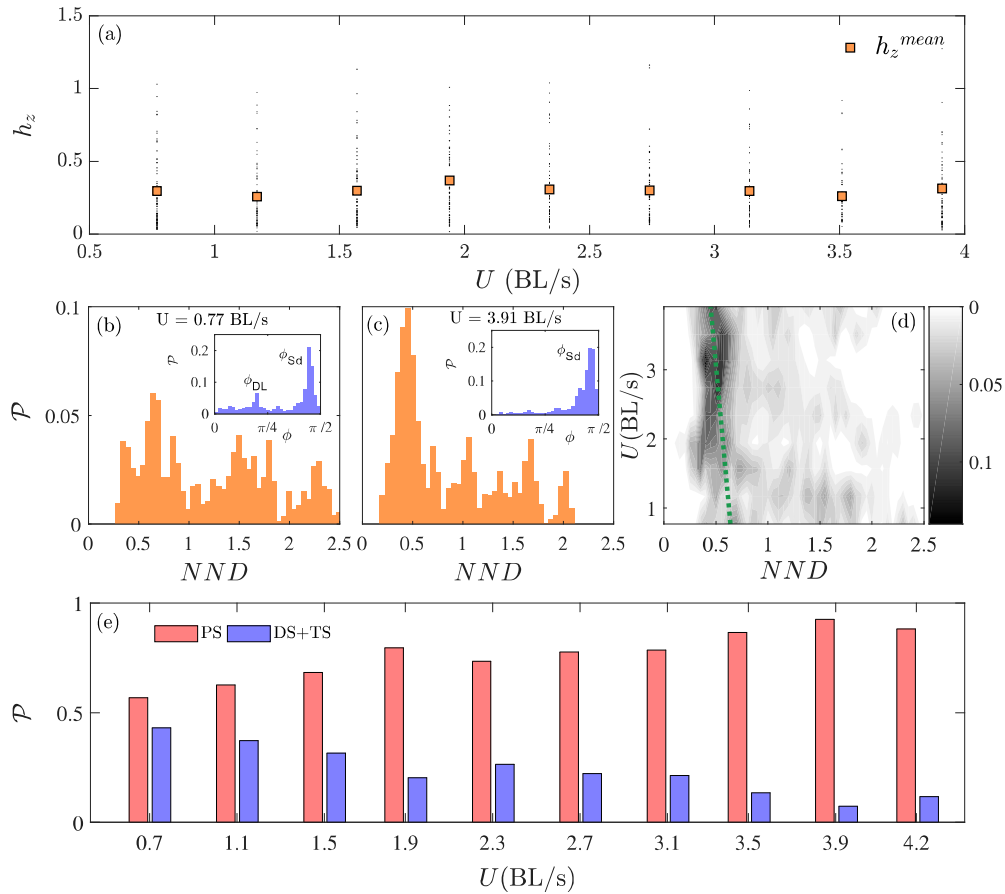 1.5
(a)
h_z^mean
1
h_z
0.5
0
0.5 1 1.5 2 2.5 3 3.5 4
U (BL/s)
0.1
(b)
U = 0.77 BL/s
0.2
𝒫
0.1
0
ϕ_DL
ϕ_Sd
0 π/4 π/2
ϕ
𝒫
0.05
0
0 0.5 1 1.5 2 2.5
NND
(c)
U = 3.91 BL/s
0.2
𝒫
0.1
0
ϕ_Sd
0 π/4 π/2
ϕ
0 0.5 1 1.5 2 2.5
NND
(d)
U(BL/s)
3
2
1
0 0.5 1 1.5 2 2.5
NND
0
0.05
0.1
1
(e)
PS DS+TS
𝒫
0.5
0
0.7 1.1 1.5 1.9 2.3 2.7 3.1 3.5 3.9 4.2
U(BL/s)